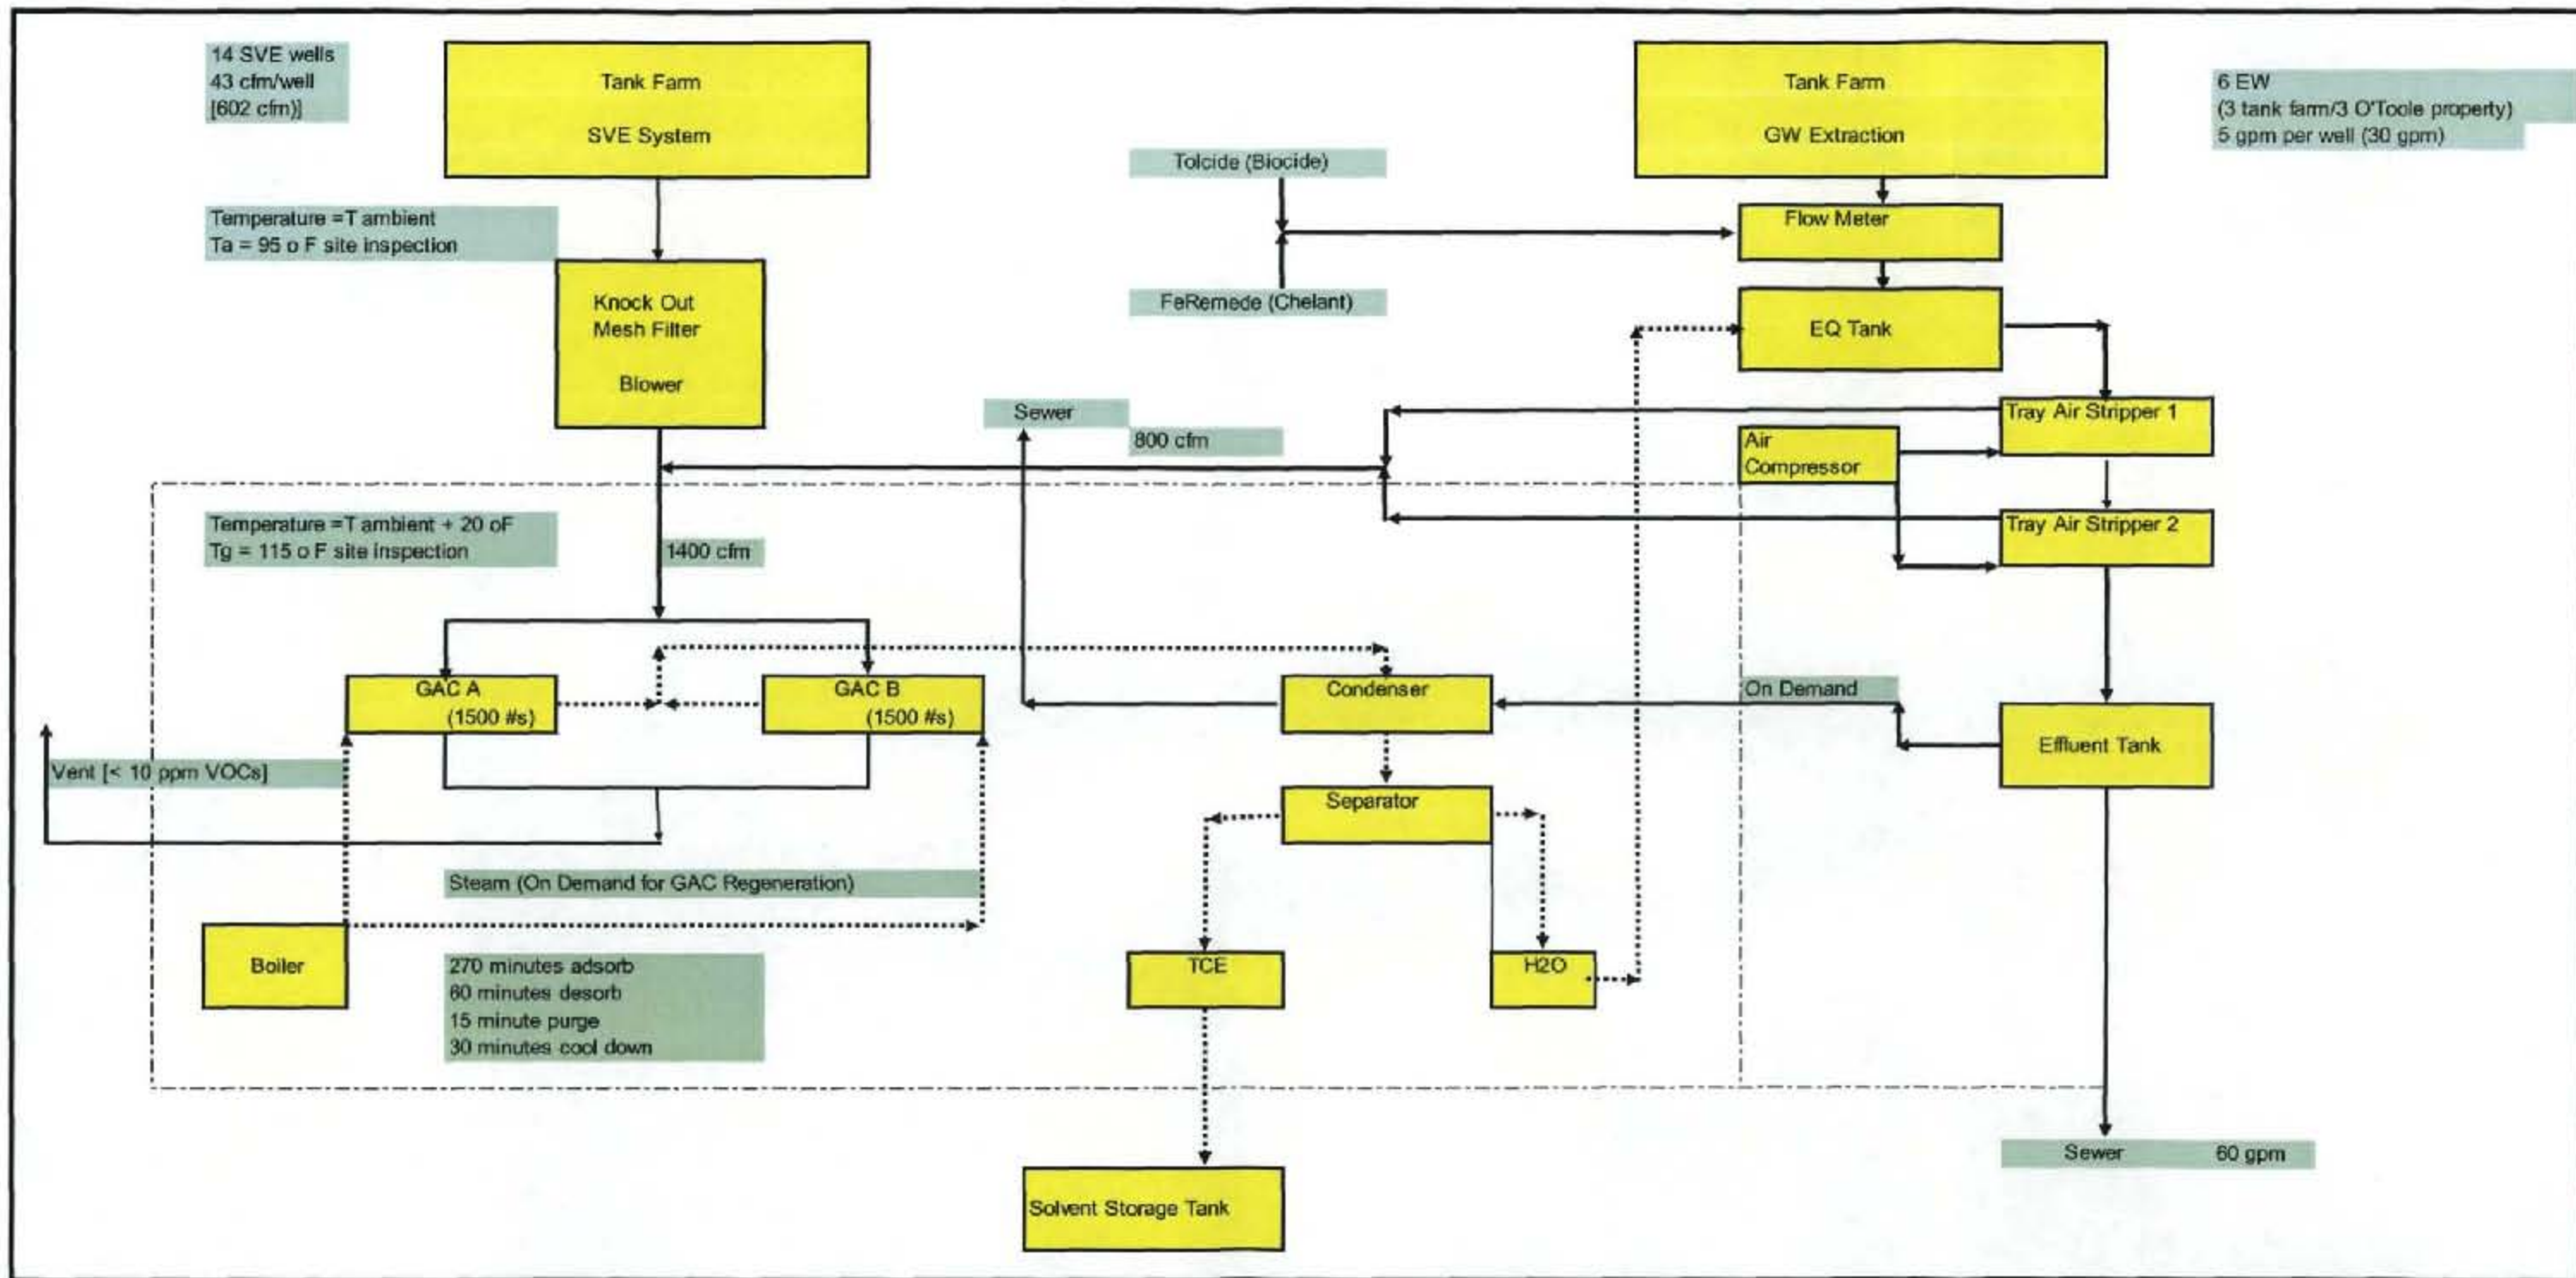 14 SVE wells
43 cfm/well
[602 cfm)]
Tank Farm
SVE System
Tank Farm
GW Extraction
6 EW
(3 tank farm/3 O'Toole property)
5 gpm per well (30 gpm)
Tolcide (Biocide)
Temperature =T ambient
Ta = 95 o F site inspection
Flow Meter
FeRemede (Chelant)
Knock Out
Mesh Filter
Blower
EQ Tank
Sewer
800 cfm
Tray Air Stripper 1
Air
Compressor
Temperature =T ambient + 20 oF
Tg = 115 o F site inspection
1400 cfm
Tray Air Stripper 2
GAC A
(1500 #s)
GAC B
(1500 #s)
Condenser
On Demand
Effluent Tank
Vent [< 10 ppm VOCs]
Separator
Steam (On Demand for GAC Regeneration)
Boiler
270 minutes adsorb
60 minutes desorb
15 minute purge
30 minutes cool down
TCE
H2O
Sewer 60 gpm
Solvent Storage Tank